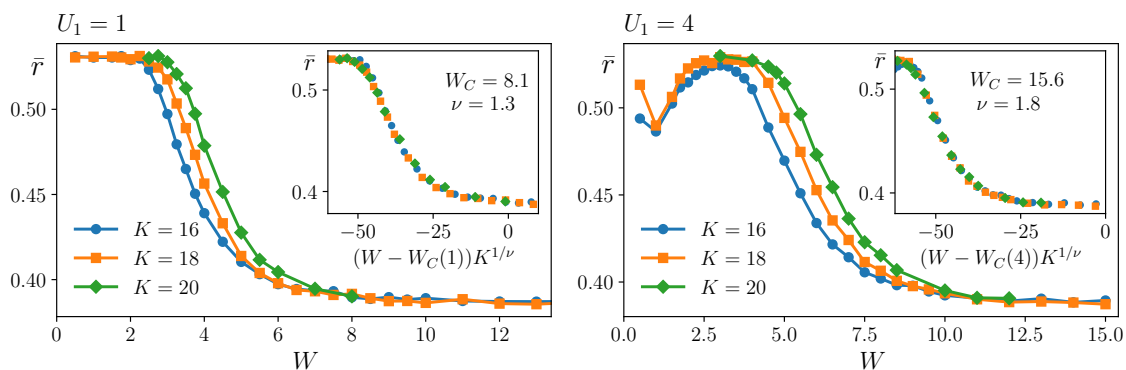 U₁ = 1
r̄
0.50
0.45
0.40
0
2
4
6
8
10
12
W
K = 16
K = 18
K = 20
r̄
0.5
0.4
W_C = 8.1
ν = 1.3
−50
−25
0
(W − W_C(1))K^{1/ν}
U₁ = 4
r̄
0.50
0.45
0.40
0.0
2.5
5.0
7.5
10.0
12.5
15.0
W
K = 16
K = 18
K = 20
r̄
0.5
0.4
W_C = 15.6
ν = 1.8
−50
−25
0
(W − W_C(4))K^{1/ν}